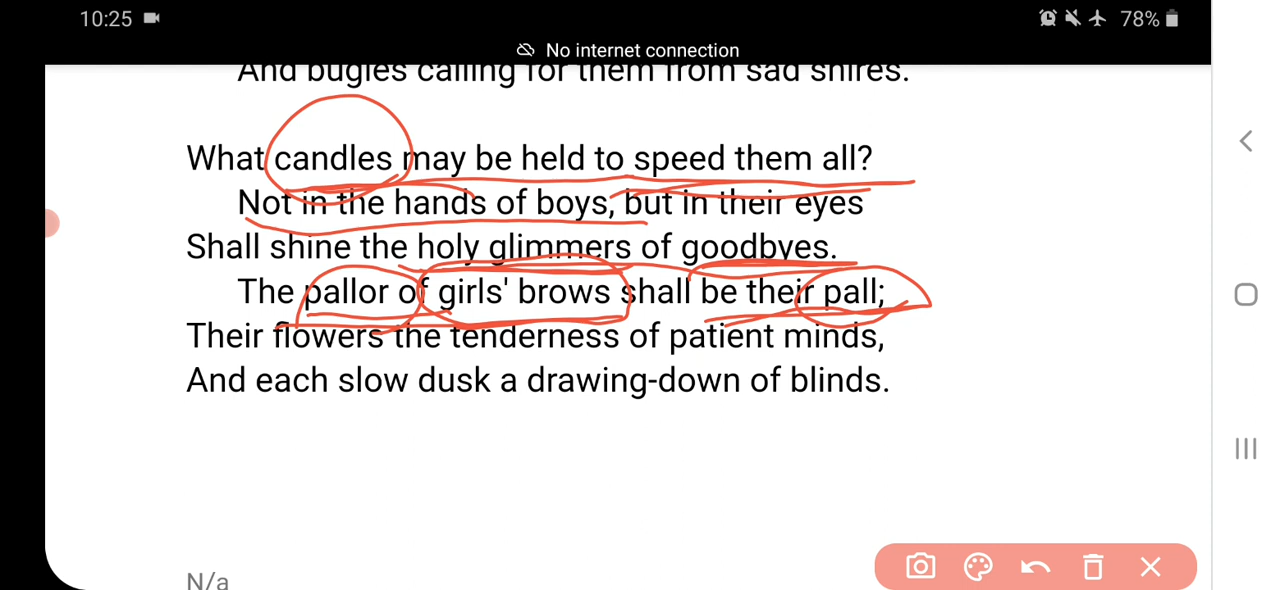 10:25
78%
No internet connection
And bugles calling for them from sad shires.
What candles may be held to speed them all?
Not in the hands of boys, but in their eyes
Shall shine the holy glimmers of goodbyes.
The pallor of girls' brows shall be their pall;
Their flowers the tenderness of patient minds,
And each slow dusk a drawing-down of blinds.
N/a